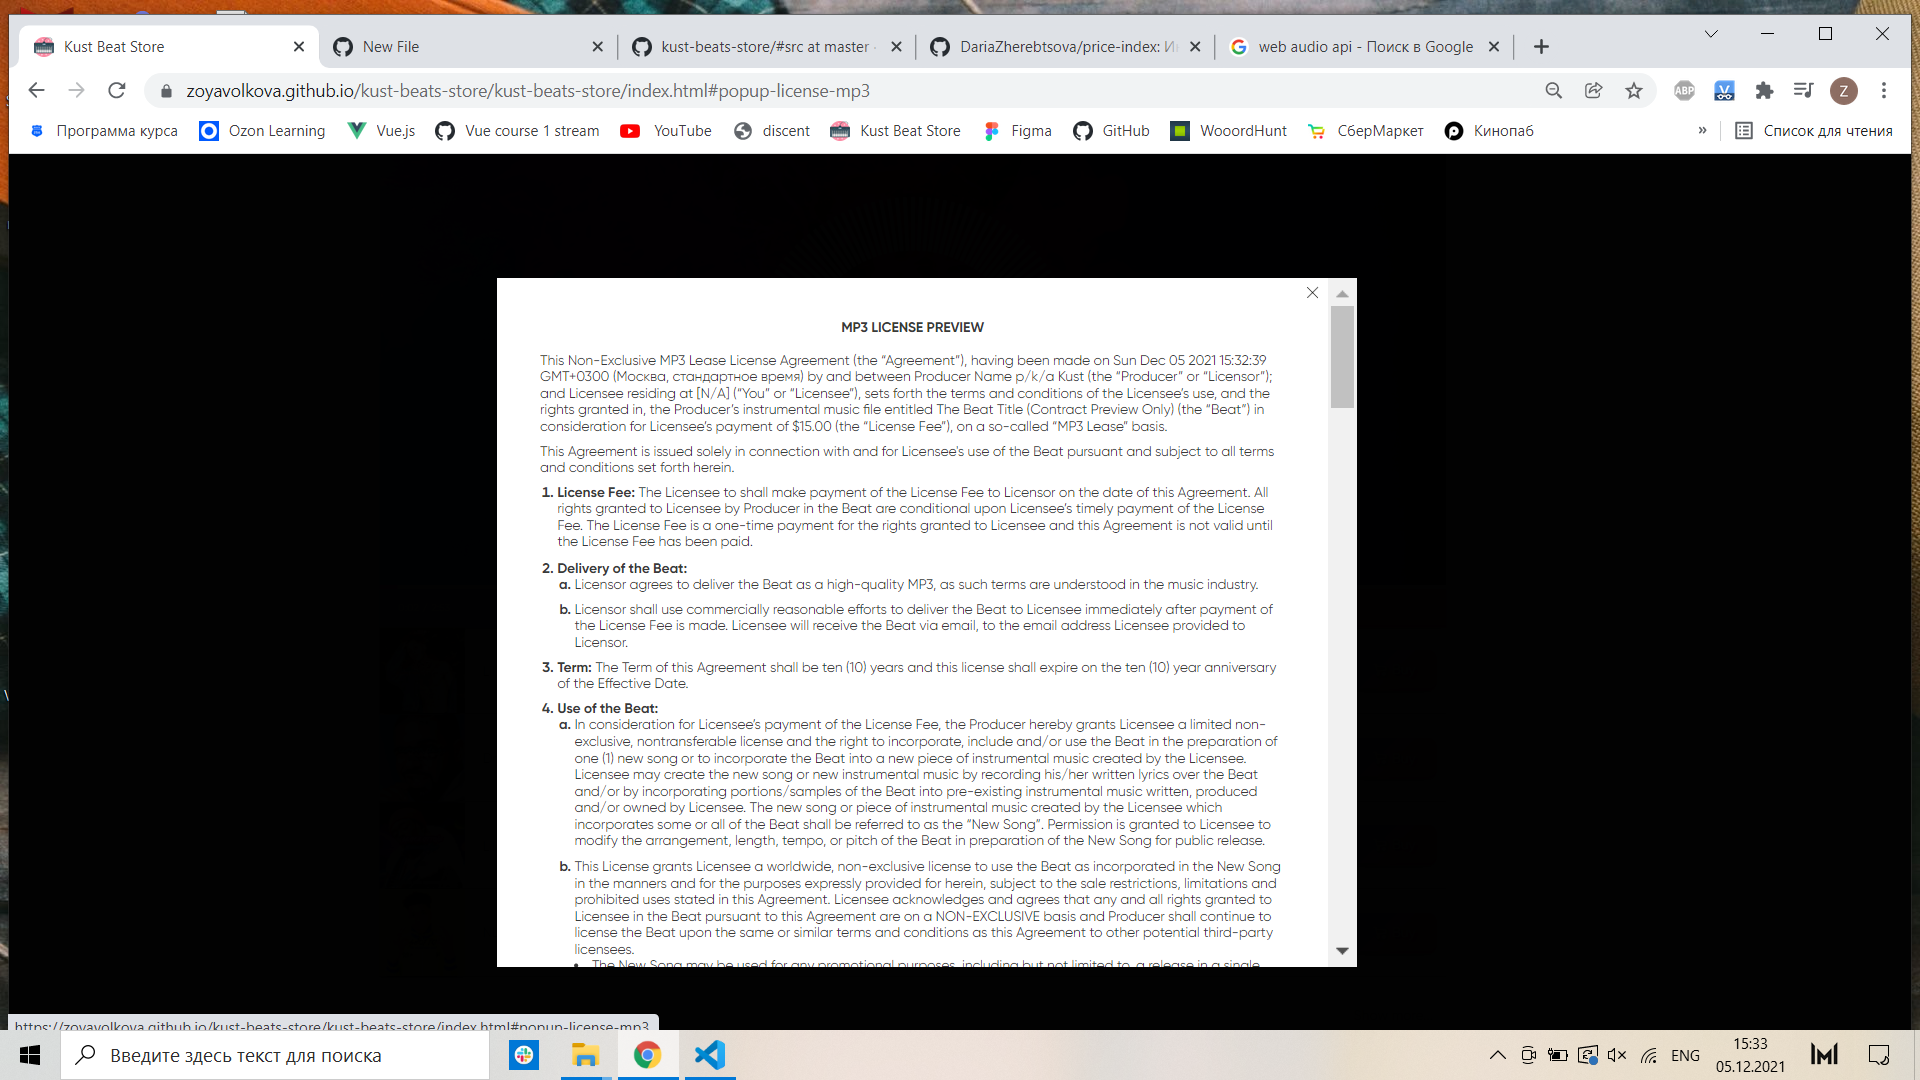 Kust Beat Store
New File
kust-beats-store/#src at master
DariaZherebtsova/price-index: И
web audio api - Поиск в Google
zoyavolkova.github.io/kust-beats-store/kust-beats-store/index.html#popup-license-mp3
ABP
Z
Программа курса
Ozon Learning
Vue.js
Vue course 1 stream
YouTube
discent
Kust Beat Store
Figma
GitHub
WooordHunt
СберМаркет
Кинопаб
»
Список для чтения
MP3 LICENSE PREVIEW
This Non-Exclusive MP3 Lease License Agreement (the “Agreement”), having been made on Sun Dec 05 2021 15:32:39
GMT+0300 (Москва, стандартное время) by and between Producer Name p/k/a Kust (the “Producer” or “Licensor”);
and Licensee residing at [N/A] (“You” or “Licensee”), sets forth the terms and conditions of the Licensee’s use, and the
rights granted in, the Producer’s instrumental music file entitled The Beat Title (Contract Preview Only) (the “Beat”) in
consideration for Licensee’s payment of $15.00 (the “License Fee”), on a so-called “MP3 Lease” basis.
This Agreement is issued solely in connection with and for Licensee's use of the Beat pursuant and subject to all terms
and conditions set forth herein.
1. License Fee: The Licensee to shall make payment of the License Fee to Licensor on the date of this Agreement. All
rights granted to Licensee by Producer in the Beat are conditional upon Licensee’s timely payment of the License
Fee. The License Fee is a one-time payment for the rights granted to Licensee and this Agreement is not valid until
the License Fee has been paid.
2. Delivery of the Beat:
a. Licensor agrees to deliver the Beat as a high-quality MP3, as such terms are understood in the music industry.
b. Licensor shall use commercially reasonable efforts to deliver the Beat to Licensee immediately after payment of
the License Fee is made. Licensee will receive the Beat via email, to the email address Licensee provided to
Licensor.
3. Term: The Term of this Agreement shall be ten (10) years and this license shall expire on the ten (10) year anniversary
of the Effective Date.
4. Use of the Beat:
a. In consideration for Licensee’s payment of the License Fee, the Producer hereby grants Licensee a limited non-
exclusive, nontransferable license and the right to incorporate, include and/or use the Beat in the preparation of
one (1) new song or to incorporate the Beat into a new piece of instrumental music created by the Licensee.
Licensee may create the new song or new instrumental music by recording his/her written lyrics over the Beat
and/or by incorporating portions/samples of the Beat into pre-existing instrumental music written, produced
and/or owned by Licensee. The new song or piece of instrumental music created by the Licensee which
incorporates some or all of the Beat shall be referred to as the “New Song”. Permission is granted to Licensee to
modify the arrangement, length, tempo, or pitch of the Beat in preparation of the New Song for public release.
b. This License grants Licensee a worldwide, non-exclusive license to use the Beat as incorporated in the New Song
in the manners and for the purposes expressly provided for herein, subject to the sale restrictions, limitations and
prohibited uses stated in this Agreement. Licensee acknowledges and agrees that any and all rights granted to
Licensee in the Beat pursuant to this Agreement are on a NON-EXCLUSIVE basis and Producer shall continue to
license the Beat upon the same or similar terms and conditions as this Agreement to other potential third-party
licensees.
• The New Song may be used for any promotional purposes, including but not limited to, a release in a single
https://zoyavolkova.github.io/kust-beats-store/kust-beats-store/index.html#popup-license-mp3
Введите здесь текст для поиска
ENG
15:33
05.12.2021